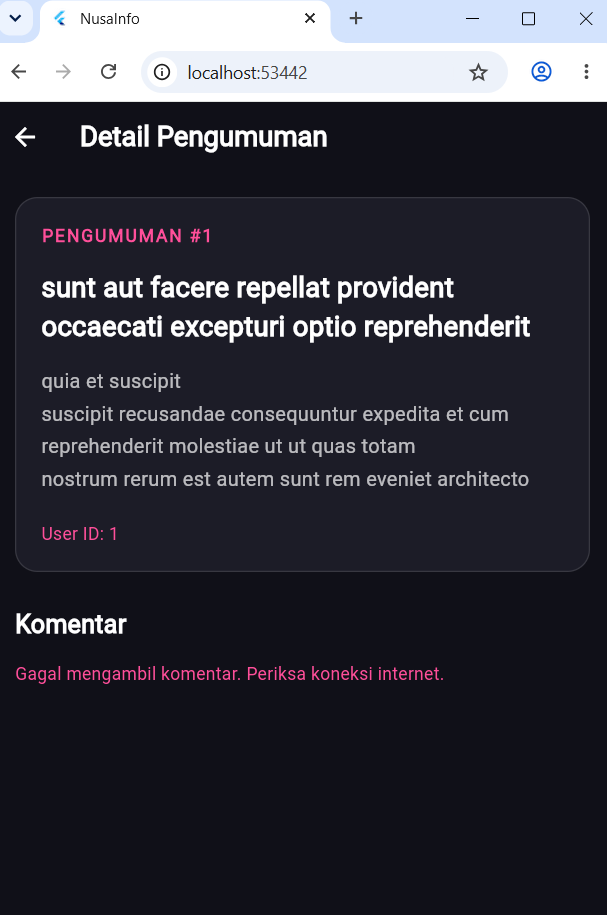 NusaInfo
localhost:53442
Detail Pengumuman
PENGUMUMAN #1
sunt aut facere repellat provident
occaecati excepturi optio reprehenderit
quia et suscipit
suscipit recusandae consequuntur expedita et cum
reprehenderit molestiae ut ut quas totam
nostrum rerum est autem sunt rem eveniet architecto
User ID: 1
Komentar
Gagal mengambil komentar. Periksa koneksi internet.